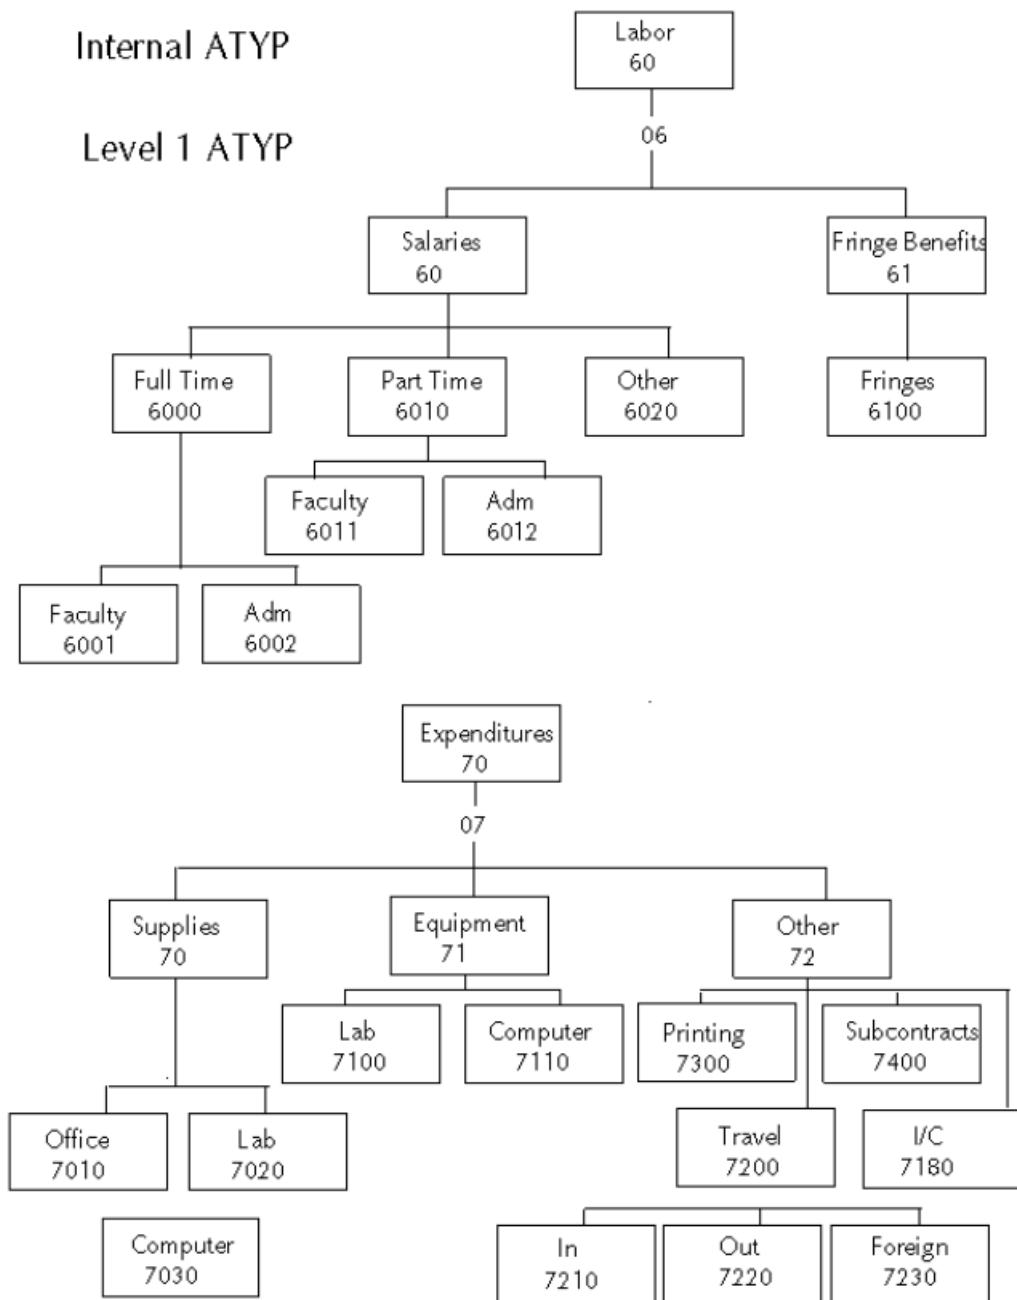 Internal ATYP
Labor
60
Level 1 ATYP
06
Salaries
60
Fringe Benefits
61
Full Time
6000
Part Time
6010
Other
6020
Fringes
6100
Faculty
6011
Adm
6012
Faculty
6001
Adm
6002
Expenditures
70
07
Supplies
70
Equipment
71
Other
72
Lab
7100
Computer
7110
Printing
7300
Subcontracts
7400
Office
7010
Lab
7020
Travel
7200
I/C
7180
Computer
7030
In
7210
Out
7220
Foreign
7230